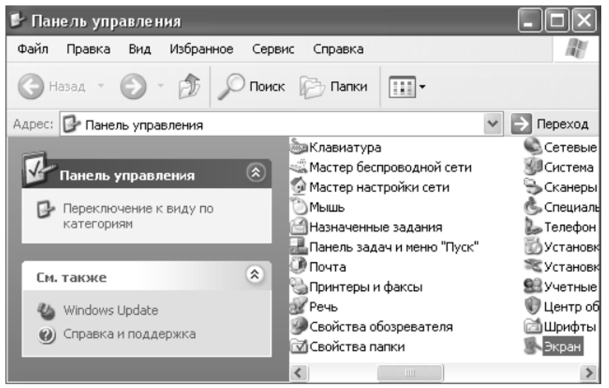 Панель управления
Файл Правка Вид Избранное Сервис Справка
Назад Поиск Папки
Адрес: Панель управления Переход
Панель управления
Переключение к виду по
категориям
См. также
Windows Update
Справка и поддержка
Клавиатура
Мастер беспроводной сети
Мастер настройки сети
Мышь
Назначенные задания
Панель задач и меню "Пуск"
Почта
Принтеры и факсы
Речь
Свойства обозревателя
Свойства папки
Сетевые
Система
Сканеры
Специаль
Телефон
Установк
Установк
Учетные
Центр об
Шрифты
Экран